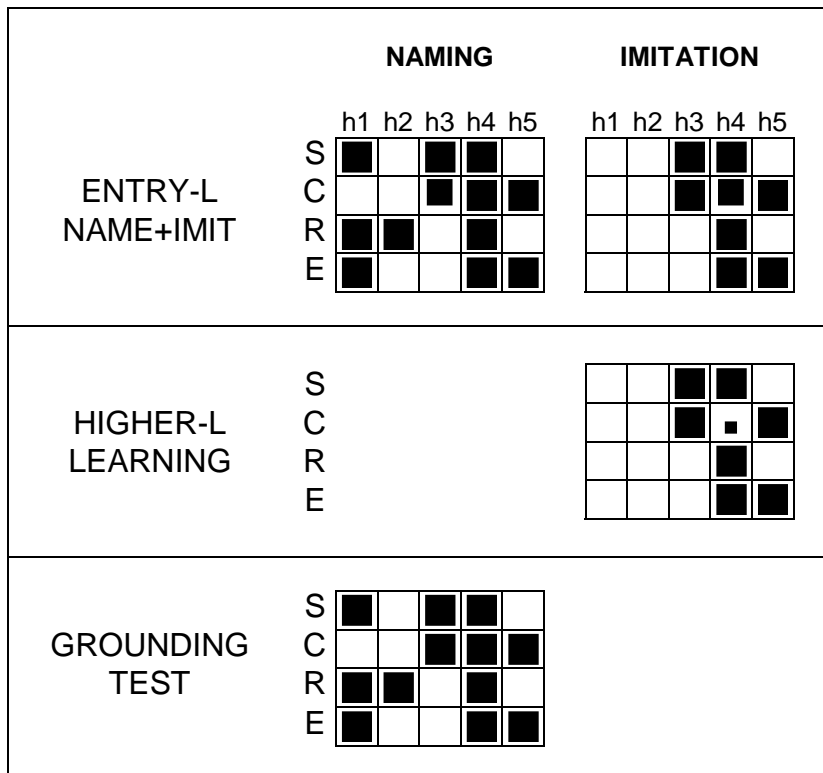 NAMING IMITATION
h1 h2 h3 h4 h5 h1 h2 h3 h4 h5
ENTRY-L
NAME+IMIT
S
C
R
E
HIGHER-L
LEARNING
S
C
R
E
GROUNDING
TEST
S
C
R
E